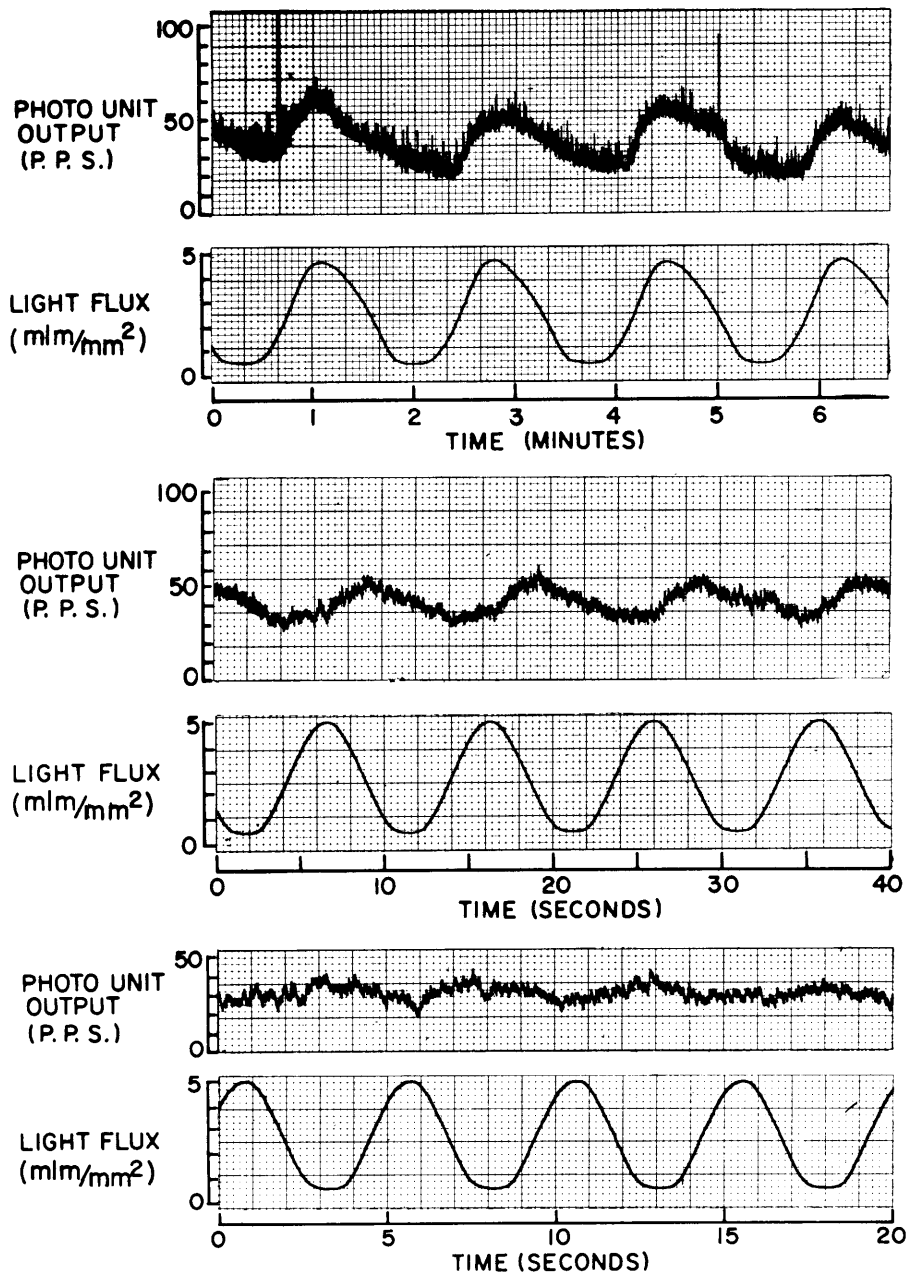 100
PHOTO UNIT
OUTPUT
(P. P. S.)
50
0
5
LIGHT FLUX
(mlm/mm²)
0
0 1 2 3 4 5 6
TIME (MINUTES)
100
PHOTO UNIT
OUTPUT
(P. P. S.)
50
0
5
LIGHT FLUX
(mlm/mm²)
0
0 10 20 30 40
TIME (SECONDS)
50
PHOTO UNIT
OUTPUT
(P. P. S.)
0
5
LIGHT FLUX
(mlm/mm²)
0
0 5 10 15 20
TIME (SECONDS)